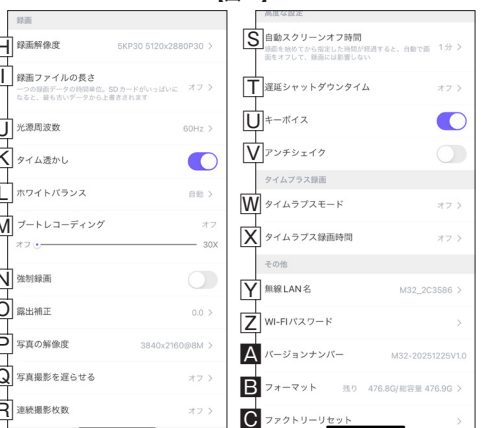 録画
H 録画解像度 5KP30 5120x2880P30 >
I 録画ファイルの長さ
一つの録画データの時間単位。SDカードがいっぱいに
なると、最も古いデータから上書きされます
オフ >
J 光源周波数 60Hz >
K タイム透かし
L ホワイトバランス 自動 >
M ブートレコーディング オフ
オフ 30X
N 強制録画
O 露出補正 0.0 >
P 写真の解像度 3840x2160@8M >
Q 写真撮影を遅らせる オフ >
R 連続撮影枚数 オフ >
高度な設定
S 自動スクリーンオフ時間
録画を始めてから指定した時間が経過すると、自動で画
面をオフして、録画には影響しない
1分 >
T 遅延シャットダウンタイム オフ >
U キーボイス
V アンチシェイク
タイムプラス録画
W タイムラプスモード オフ >
X タイムラプス録画時間 オフ >
その他
Y 無線LAN名 M32_2C3586 >
Z WI-FIパスワード >
A バージョンナンバー M32-20251225V1.0
B フォーマット 残り 476.8G/総容量 476.9G >
C ファクトリーリセット >